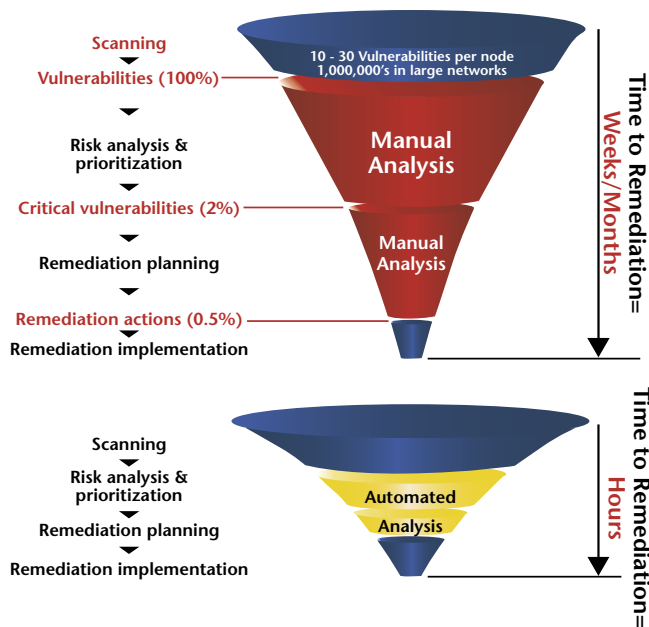 Scanning
Vulnerabilities (100%)
Risk analysis &
prioritization
Critical vulnerabilities (2%)
Remediation planning
Remediation actions (0.5%)
Remediation implementation
10 - 30 Vulnerabilities per node
1,000,000's in large networks
Manual
Analysis
Manual
Analysis
Time to Remediation=
Weeks/Months
Scanning
Risk analysis &
prioritization
Remediation planning
Remediation implementation
Automated
Analysis
Time to Remediation=
Hours